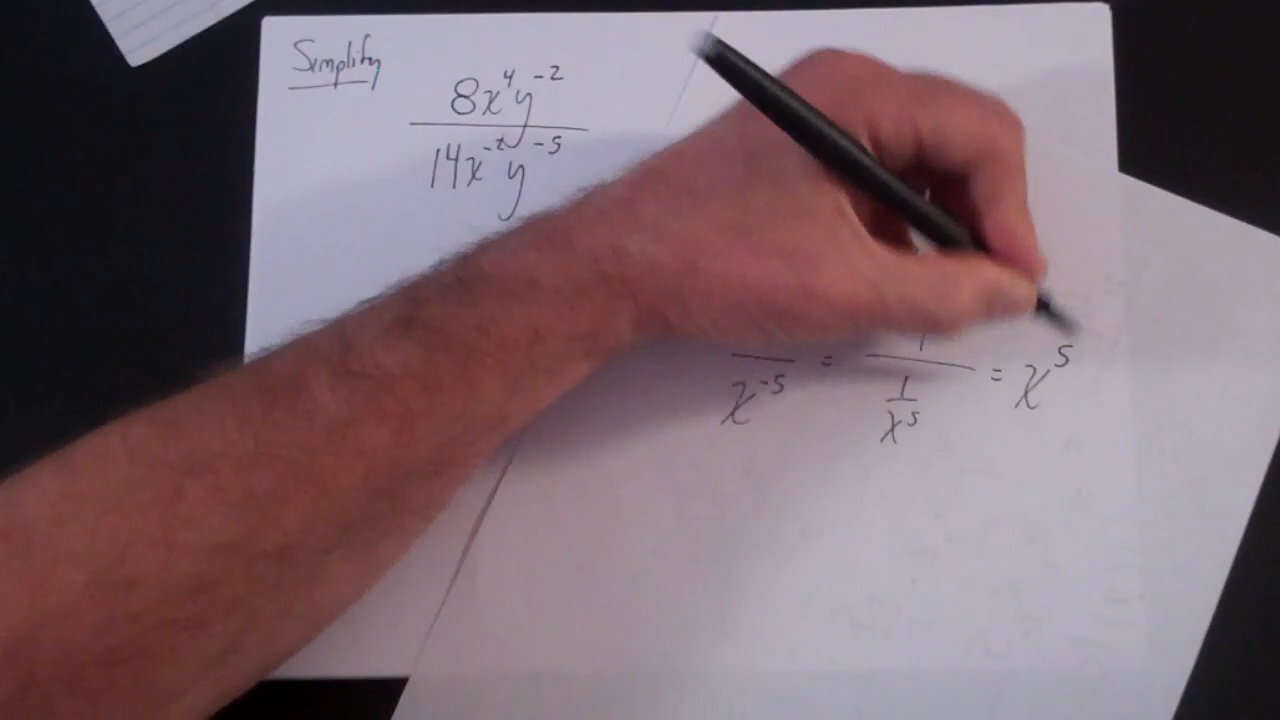 Simplify
8x⁴y⁻²
14x⁻²y⁻⁵
1
x⁻⁵ = 1/x⁵ = x⁵